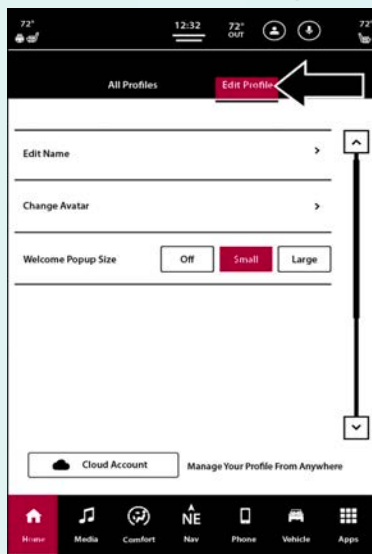 72° 12:32 72° OUT 72°
All Profiles Edit Profile
Edit Name
Change Avatar
Welcome Popup Size Off Small Large
Cloud Account Manage Your Profile From Anywhere
NE
Home Media Comfort Nav Phone Vehicle Apps